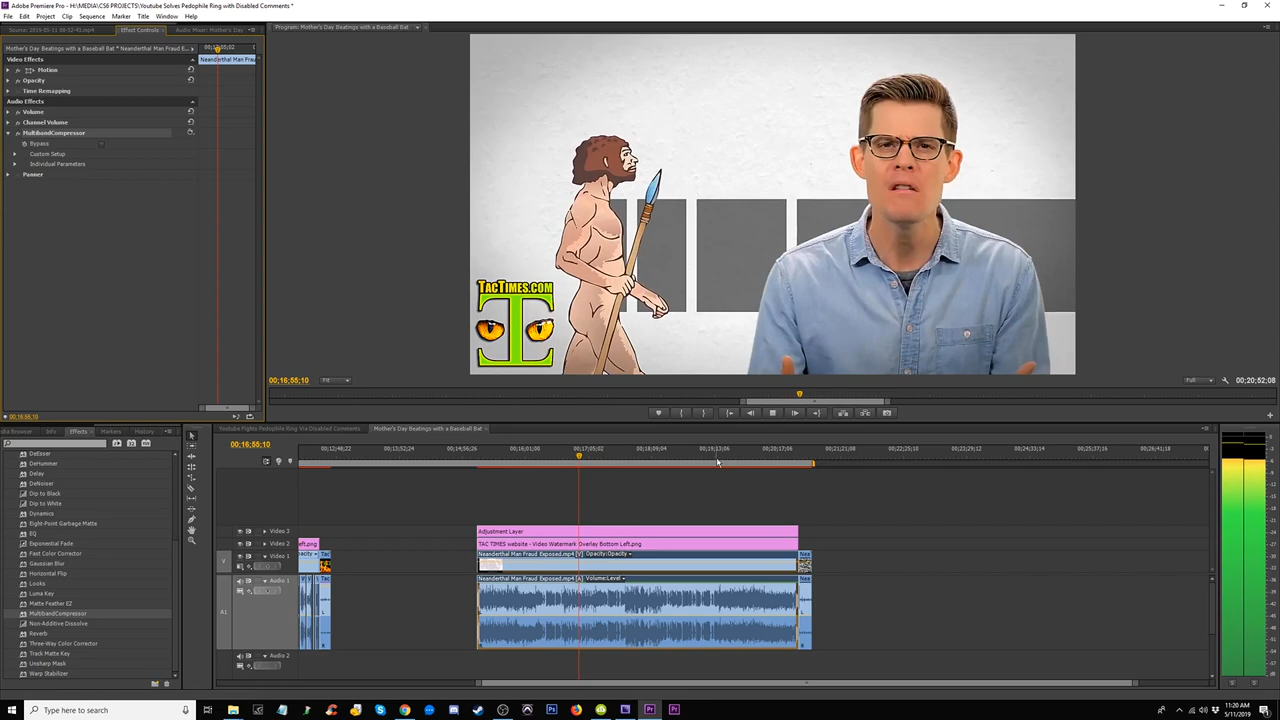 Adobe Premiere Pro - H:\MEDIA\CS6 PROJECTS\Youtube Solves Pedophile Ring with Disabled Comments *
File Edit Project Clip Sequence Marker Title Window Help
Source: 2019-05-11 08-52-43.mp4
Effect Controls
Audio Mixer: Mother's Day
Program: Mother's Day Beatings with a Baseball Bat
Mother's Day Beatings with a Baseball Bat * Neanderthal Man Fraud E...
Neanderthal Man Frau
Video Effects
Motion
Opacity
Time Remapping
Audio Effects
Volume
Channel Volume
MultibandCompressor
Bypass
Custom Setup
Individual Parameters
Panner
TACTIMES.COM
00;16;55;10
00;16;55;10
Fit
Full
00;20;52;08
Media Browser
Info
Effects
Markers
History
Youtube Fights Pedophile Ring Via Disabled Comments
Mother's Day Beatings with a Baseball Bat
00;16;55;10
00;12;48;22
00;13;52;24
00;14;56;26
00;16;01;00
00;17;05;02
00;18;09;04
00;19;13;06
00;20;17;06
00;21;21;08
00;22;25;10
00;23;29;12
00;24;33;14
00;25;37;16
00;26;41;18
DeEsser
DeHummer
Delay
DeNoiser
Dip to Black
Dip to White
Dynamics
Eight-Point Garbage Matte
EQ
Exponential Fade
Fast Color Corrector
Gaussian Blur
Horizontal Flip
Looks
Luma Key
Matte Feather EZ
MultibandCompressor
Non-Additive Dissolve
Reverb
Three-Way Color Corrector
Track Matte Key
Unsharp Mask
Warp Stabilizer
Video 3
Adjustment Layer
Video 2
eft.png
TAC TIMES website - Video Watermark Overlay Bottom Left.png
V
Video 1
Tac
Neanderthal Man Fraud Exposed.mp4 [V] Opacity:Opacity
Nea
A1
Audio 1
Tac
Neanderthal Man Fraud Exposed.mp4 [A] Volume:Level
Nea
L
R
Audio 2
Type here to search
11:20 AM
5/11/2019